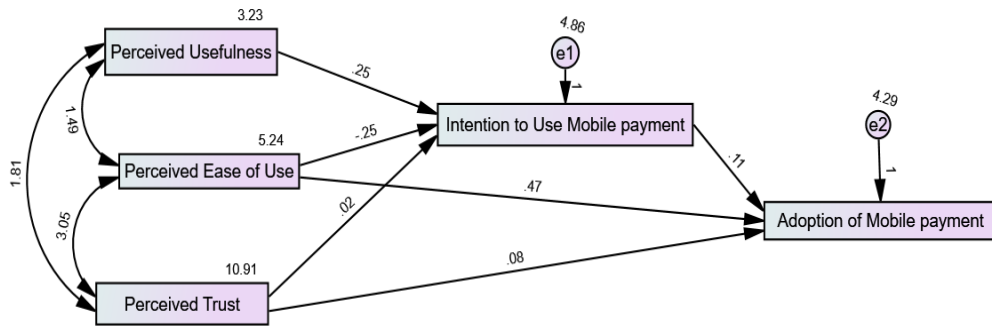 3.23
Perceived Usefulness
4.86
e1
1
.25
Intention to Use Mobile payment
4.29
e2
1
1.49
1.81
5.24
-.25
Perceived Ease of Use
.11
.47
.02
Adoption of Mobile payment
3.05
10.91
.08
Perceived Trust